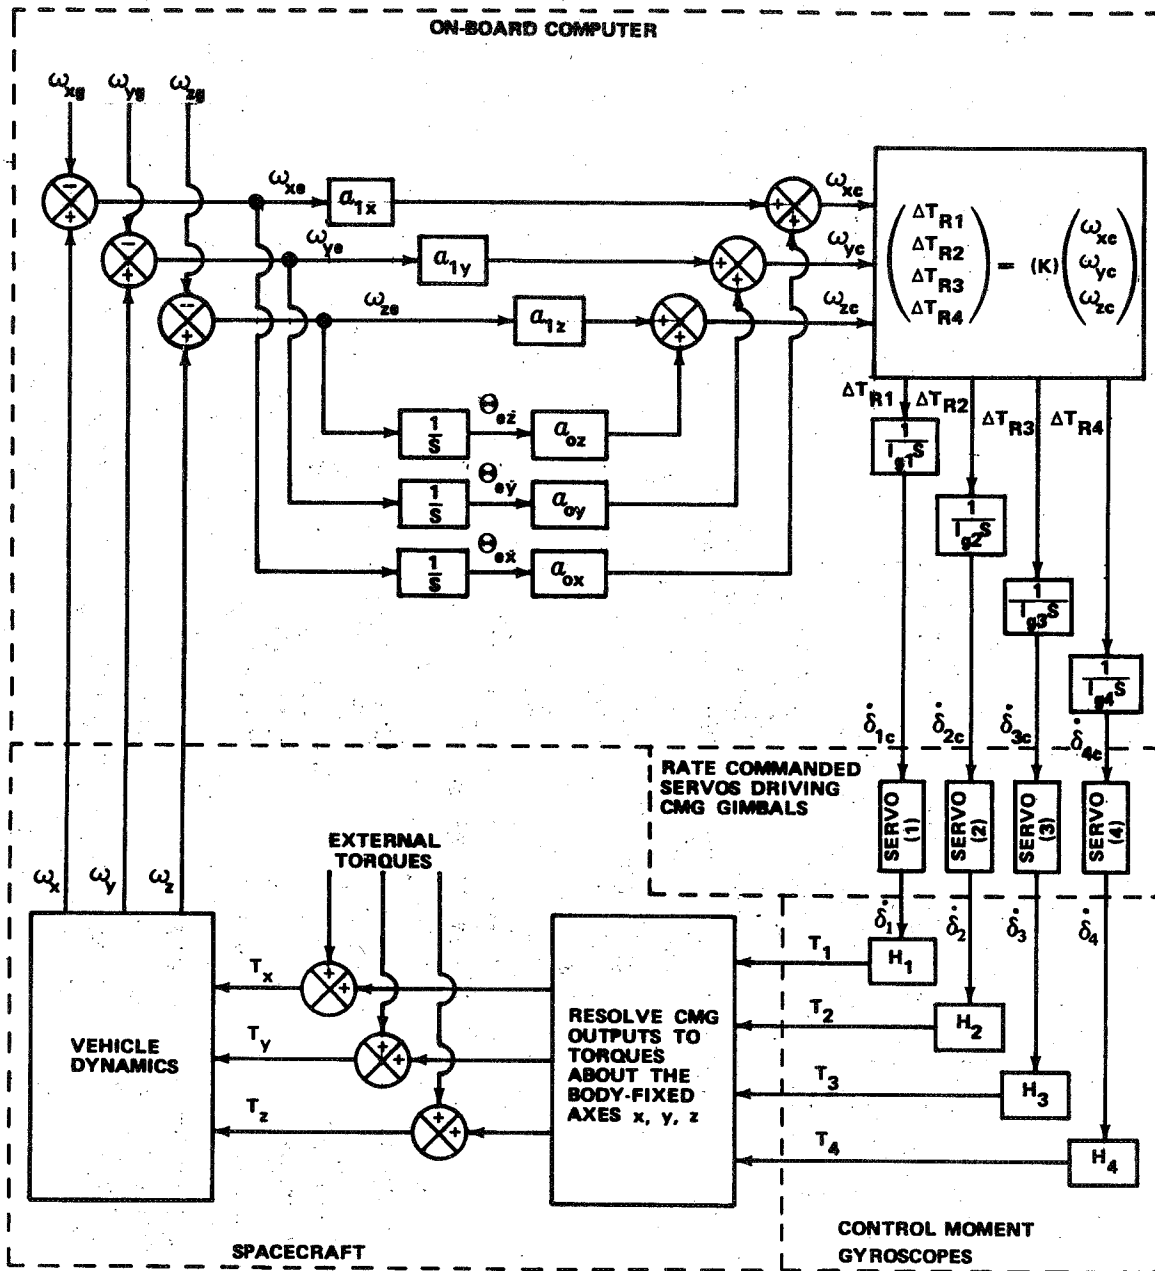 ON-BOARD COMPUTER
ω_xg ω_yg ω_zg
− + − + -- +
ω_xe a_1x + + ω_xc
ω_ye a_1y + + ω_yc
ω_ze a_1z + + ω_zc
(ΔT_R1 ΔT_R2 ΔT_R3 ΔT_R4) = (K) (ω_xc ω_yc ω_zc)
ΔT_R1 ΔT_R2 ΔT_R3 ΔT_R4
1/S Θ_ez a_oz
1/S Θ_ey a_oy
1/S Θ_ex a_ox
1/I_g1S
1/I_g2S
1/I_g3S
1/I_g4S
δ̇_1c δ̇_2c δ̇_3c δ̇_4c
RATE COMMANDED
SERVOS DRIVING
CMG GIMBALS
SERVO (1)
SERVO (2)
SERVO (3)
SERVO (4)
δ̇_1 δ̇_2 δ̇_3 δ̇_4
EXTERNAL
TORQUES
ω_x ω_y ω_z
VEHICLE
DYNAMICS
T_x + +
T_y + +
T_z + +
RESOLVE CMG
OUTPUTS TO
TORQUES
ABOUT THE
BODY-FIXED
AXES x, y, z
T_1 H_1
T_2 H_2
T_3 H_3
T_4 H_4
SPACECRAFT
CONTROL MOMENT
GYROSCOPES